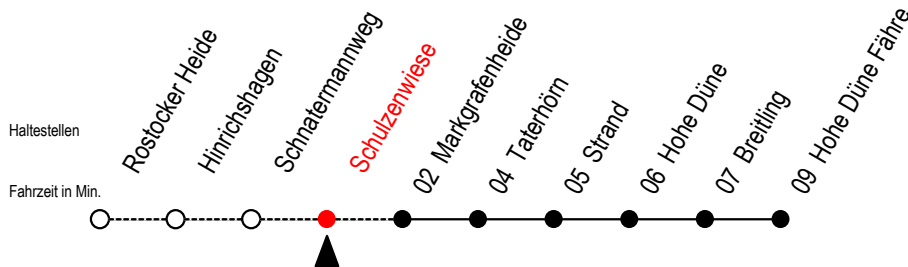 Haltestellen
Fahrzeit in Min.
Rostocker Heide
Hinrichshagen
Schnatermannweg
Schulzenwiese
02 Markgrafenheide
04 Taterhörn
05 Strand
06 Hohe Düne
07 Breitling
09 Hohe Düne Fähre